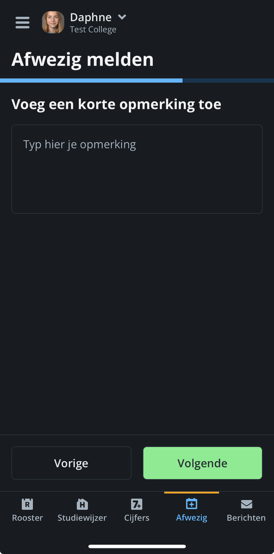 Daphne
Test College
Afwezig melden
Voeg een korte opmerking toe
Typ hier je opmerking
Vorige
Volgende
Rooster
Studiewijzer
Cijfers
Afwezig
Berichten